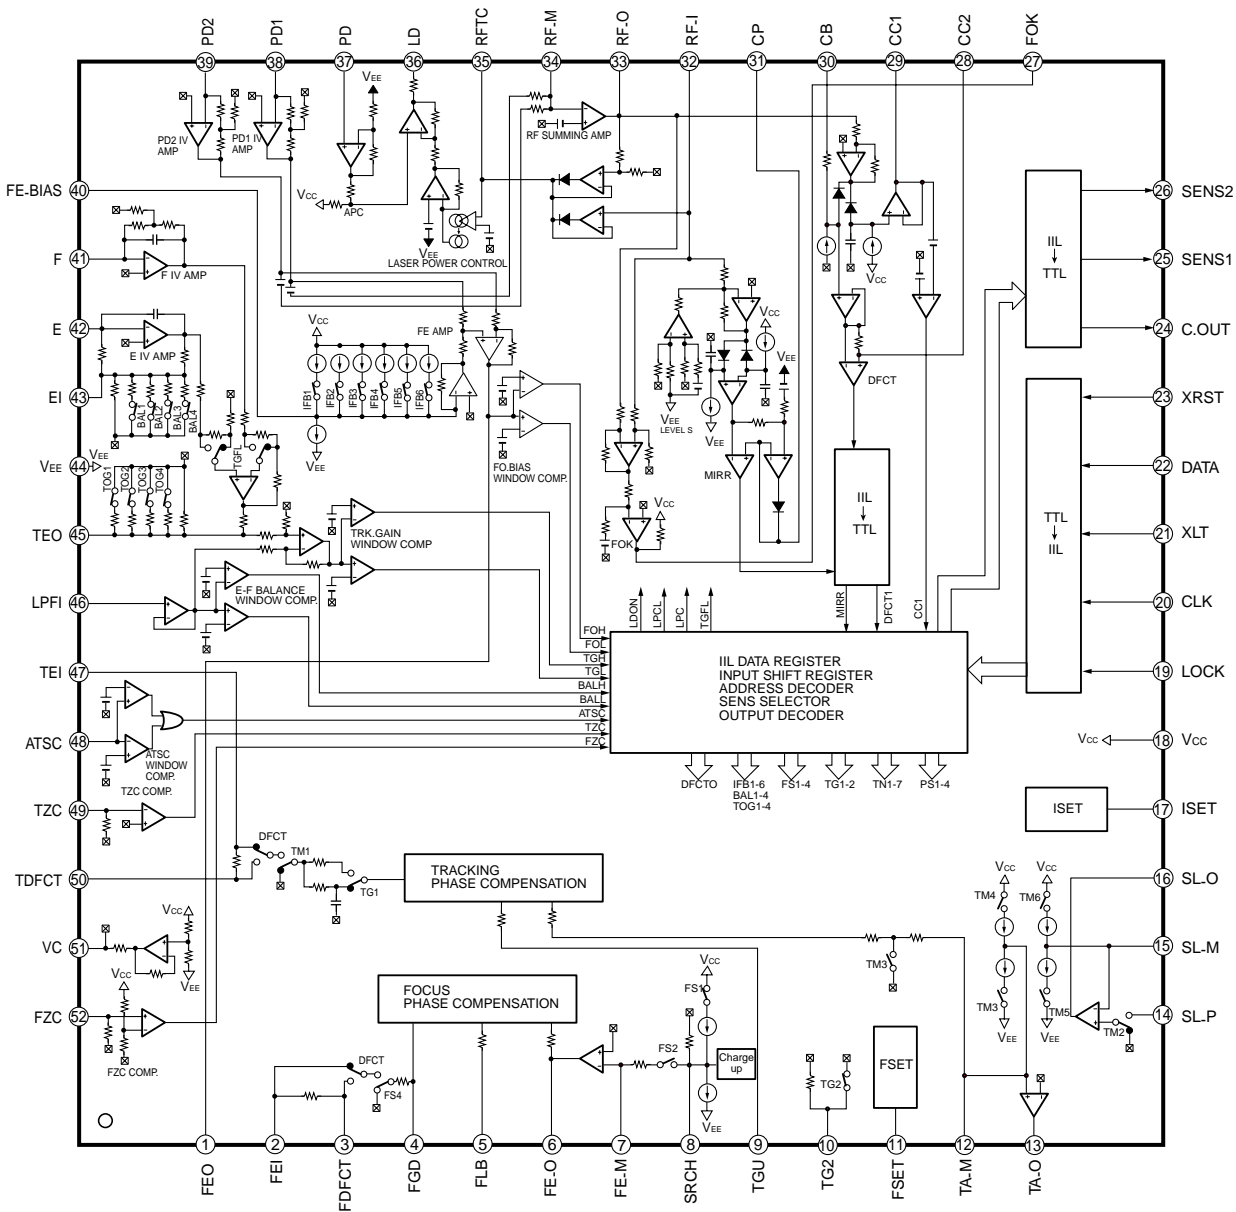 PD2
PD1
PD
LD
RFTC
RF-M
RF-O
RF-I
CP
CB
CC1
CC2
FOK
39
38
37
36
35
34
33
32
31
30
29
28
27
VEE
PD2 IV
AMP
PD1 IV
AMP
RF SUMMING AMP
VCC
APC
VEE
LASER POWER CONTROL
VCC
IIL
TTL
FE-BIAS 40
F 41
E 42
EI 43
VEE 44
TEO 45
LPFI 46
TEI 47
ATSC 48
TZC 49
TDFCT 50
VC 51
FZC 52
26 SENS2
25 SENS1
24 C.OUT
23 XRST
22 DATA
21 XLT
20 CLK
19 LOCK
18 VCC
17 ISET
16 SL-O
15 SL-M
14 SL-P
F IV AMP
E IV AMP
BAL1
BAL2
BAL3
BAL4
VEE
TOG1
TOG2
TOG3
TOG4
TGFL
VCC
IFB1
IFB2
IFB3
IFB4
IFB5
IFB6
VEE
FE AMP
FO.BIAS
WINDOW COMP.
VEE
LEVEL S
VEE
VCC
VEE
MIRR
DFCT
VCC
FOK
IIL
TTL
TTL
IIL
TRK.GAIN
WINDOW COMP
E-F BALANCE
WINDOW COMP.
LDON
LPCL
LPC
TGFL
MIRR
DFCT1
CC1
FOH
FOL
TGH
TGL
BALH
BALL
ATSC
TZC
FZC
IIL DATA REGISTER
INPUT SHIFT REGISTER
ADDRESS DECODER
SENS SELECTOR
OUTPUT DECODER
DFCTO
IFB1-6
BAL1-4
TOG1-4
FS1-4
TG1-2
TN1-7
PS1-4
ATSC
WINDOW
COMP.
TZC COMP.
VCC
ISET
DFCT
TM1
TG1
TRACKING
PHASE COMPENSATION
VCC
VEE
VCC
FZC COMP.
FOCUS
PHASE COMPENSATION
DFCT
FS4
FS2
VCC
FS1
VEE
Charge
up
TG2
FSET
TM3
VCC
TM4
TM3
VEE
VCC
TM6
TM5
VEE
TM2
1
2
3
4
5
6
7
8
9
10
11
12
13
FEO
FEI
FDFCT
FGD
FLB
FE-O
FE-M
SRCH
TGU
TG2
FSET
TA-M
TA-O